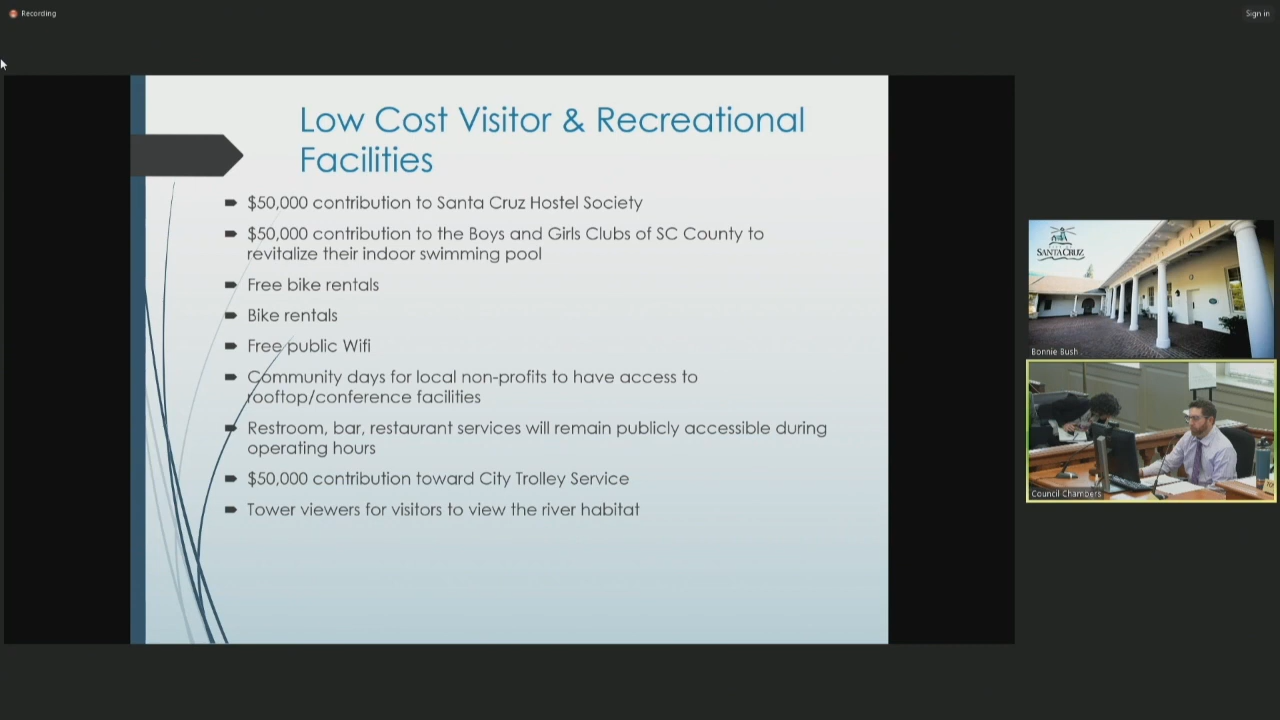 Recording
Sign in
Low Cost Visitor & Recreational
Facilities
$50,000 contribution to Santa Cruz Hostel Society
$50,000 contribution to the Boys and Girls Clubs of SC County to
revitalize their indoor swimming pool
Free bike rentals
Bike rentals
Free public Wifi
Community days for local non-profits to have access to
rooftop/conference facilities
Restroom, bar, restaurant services will remain publicly accessible during
operating hours
$50,000 contribution toward City Trolley Service
Tower viewers for visitors to view the river habitat
SANTA CRUZ
HALL
Bonnie Bush
Council Chambers